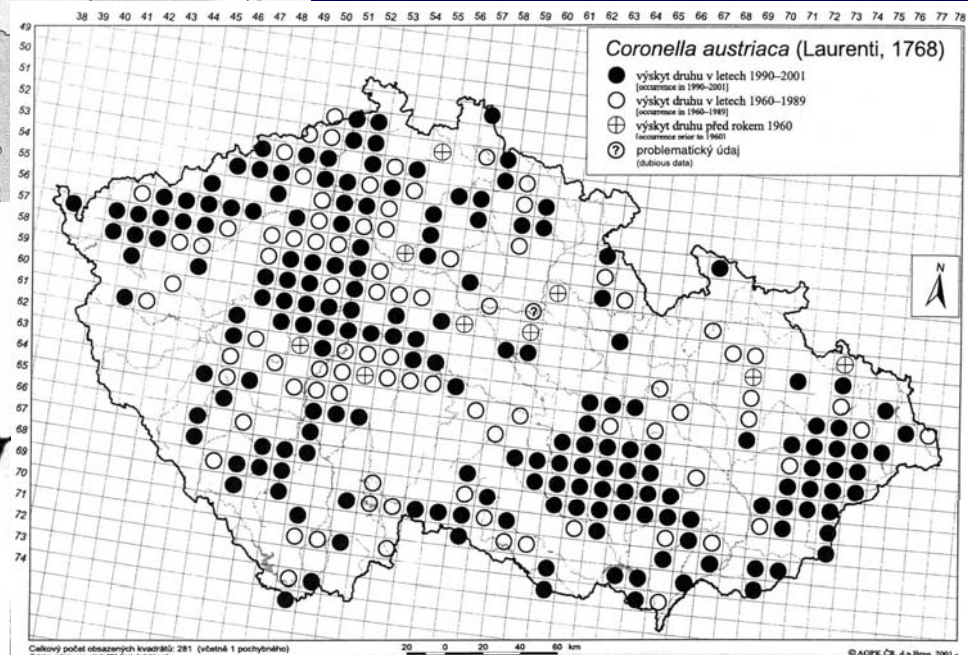 38 39 40 41 42 43 44 45 46 47 48 49 50 51 52 53 54 55 56 57 58 59 60 61 62 63 64 65 66 67 68 69 70 71 72 73 74 75 76 77 78
49
50
51
52
53
54
55
56
57
58
59
60
61
62
63
64
65
66
67
68
69
70
71
72
73
74
Coronella austriaca (Laurenti, 1768)
výskyt druhu v letech 1990–2001
[occurrence in 1990–2001]
výskyt druhu v letech 1960–1989
[occurrence in 1960–1989]
výskyt druhu před rokem 1960
[occurrence prior to 1960]
? problematický údaj
(dubious data)
N
?
Celkový počet obsazených kvadrátů: 281 (včetně 1 pochybného)
20 0 20 40 60 km
© AOPK ČR